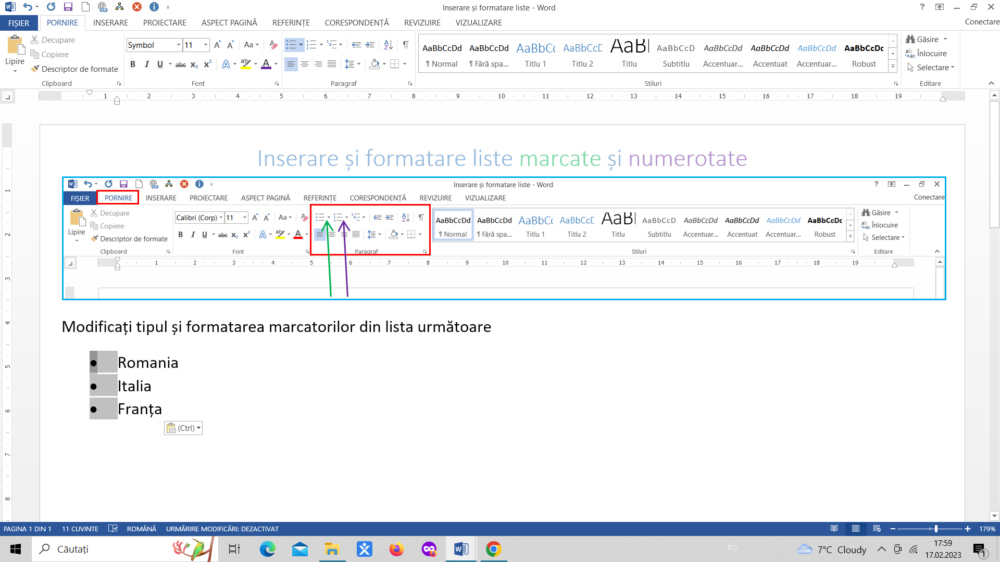 Inserare și formatare liste - Word
FIȘIER PORNIRE INSERARE PROIECTARE ASPECT PAGINĂ REFERINȚE CORESPONDENȚĂ REVIZUIRE VIZUALIZARE Conectare
Lipire
Decupare
Copiere
Descriptor de formate
Clipboard
Symbol 11
Font
Paragraf
AaBbCcDd AaBbCcDd AaBbCc AaBbCcD AaBl AaBbCcD AaBbCcDd AaBbCcDd AaBbCcDd AaBbCcDc
¶ Normal ¶ Fără spa... Titlu 1 Titlu 2 Titlu Subtitlu Accentuar... Accentuat Accentuar... Robust
Stiluri
Găsire
Înlocuire
Selectare
Editare
1 2 3 4 5 6 7 8 9 10 11 12 13 14 15 16 17 18 19
Inserare și formatare liste marcate și numerotate
Inserare și formatare liste - Word
FIȘIER PORNIRE INSERARE PROIECTARE ASPECT PAGINĂ REFERINȚE CORESPONDENȚĂ REVIZUIRE VIZUALIZARE Conectare
Lipire
Decupare
Copiere
Descriptor de formate
Clipboard
Calibri (Corp) 11
Font
Paragraf
AaBbCcDd AaBbCcDd AaBbCc AaBbCcD AaBl AaBbCcD AaBbCcDd AaBbCcDd AaBbCcDd AaBbCcDc
¶ Normal ¶ Fără spa... Titlu 1 Titlu 2 Titlu Subtitlu Accentuar... Accentuat Accentuar... Robust
Stiluri
Găsire
Înlocuire
Selectare
Editare
1 2 3 4 5 6 7 8 9 10 11 12 13 14 15 16 17 18 19
Modificați tipul și formatarea marcatorilor din lista următoare
• Romania
• Italia
• Franța
(Ctrl)
1 2 3 4 5 6 7 8
PAGINA 1 DIN 1 11 CUVINTE ROMÂNĂ URMĂRIRE MODIFICĂRI: DEZACTIVAT 179%
Căutați
RO
7°C Cloudy
17:59
17.02.2023
1